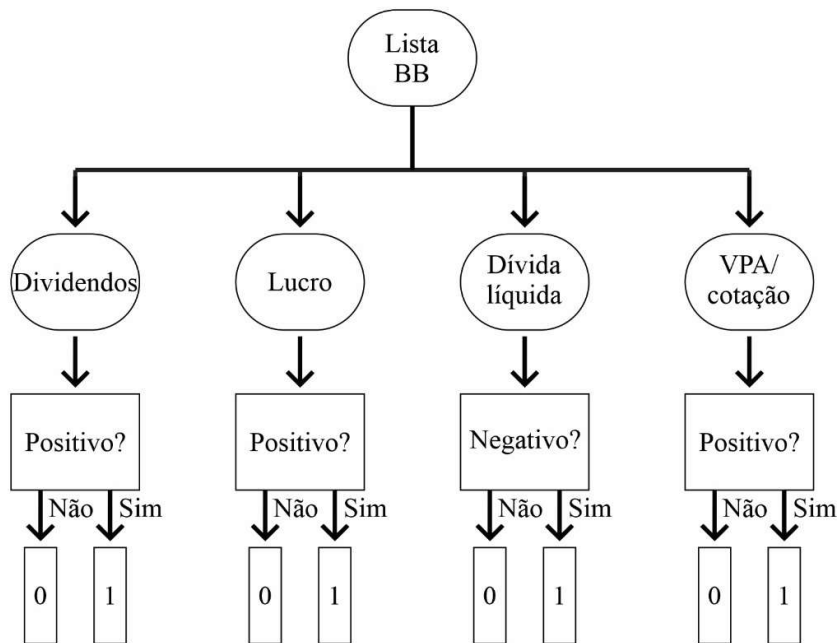 Lista
BB
Dividendos
Lucro
Dívida
líquida
VPA/
cotação
Positivo?
Positivo?
Negativo?
Positivo?
Não
Sim
Não
Sim
Não
Sim
Não
Sim
0
1
0
1
0
1
0
1